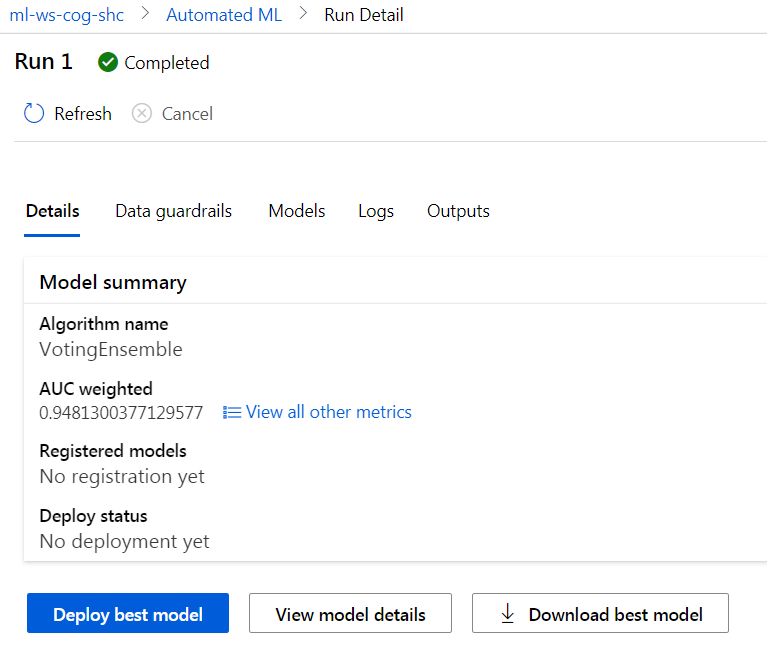 ml-ws-cog-shc > Automated ML > Run Detail
Run 1 Completed
Refresh Cancel
Details Data guardrails Models Logs Outputs
Model summary
Algorithm name
VotingEnsemble
AUC weighted
0.9481300377129577 View all other metrics
Registered models
No registration yet
Deploy status
No deployment yet
Deploy best model View model details Download best model